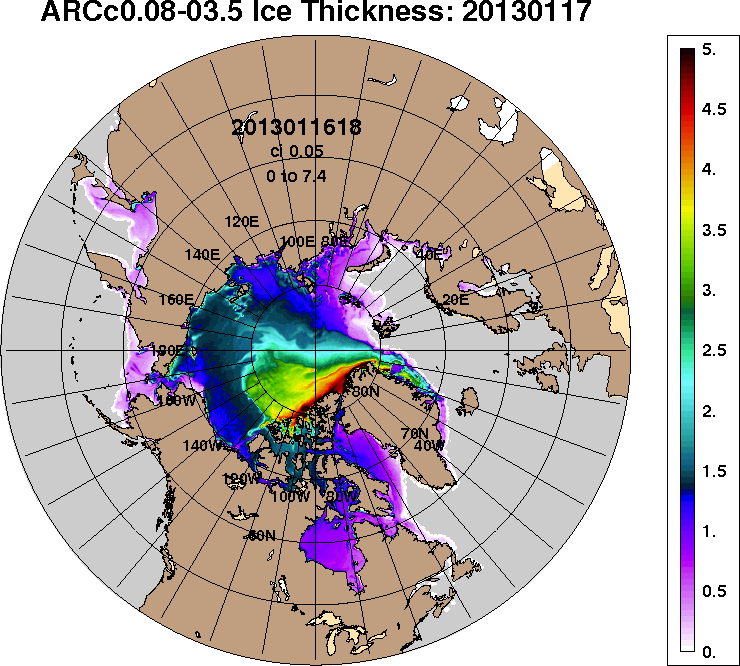 ARCc0.08-03.5 Ice Thickness: 20130117
2013011618
ci 0.05
0 to 7.4
120E
100E
80E
40E
140E
20E
160E
180E
160W
80N
140W
70N
40W
120W
100W
80W
60N
5.
4.5
4.
3.5
3.
2.5
2.
1.5
1.
0.5
0.